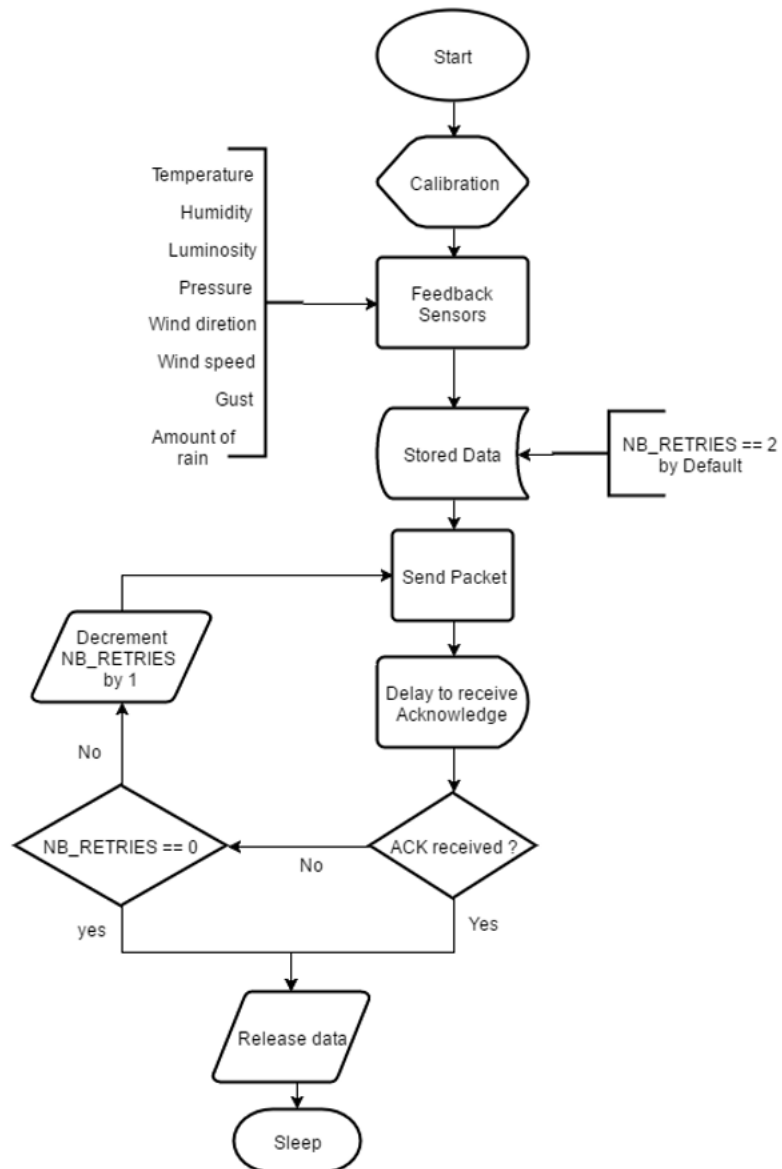 Start
Calibration
Temperature
Humidity
Luminosity
Pressure
Wind diretion
Wind speed
Gust
Amount of
rain
Feedback
Sensors
Stored Data
NB_RETRIES == 2
by Default
Send Packet
Decrement
NB_RETRIES
by 1
Delay to receive
Acknowledge
No
NB_RETRIES == 0
No
ACK received ?
yes
Yes
Release data
Sleep